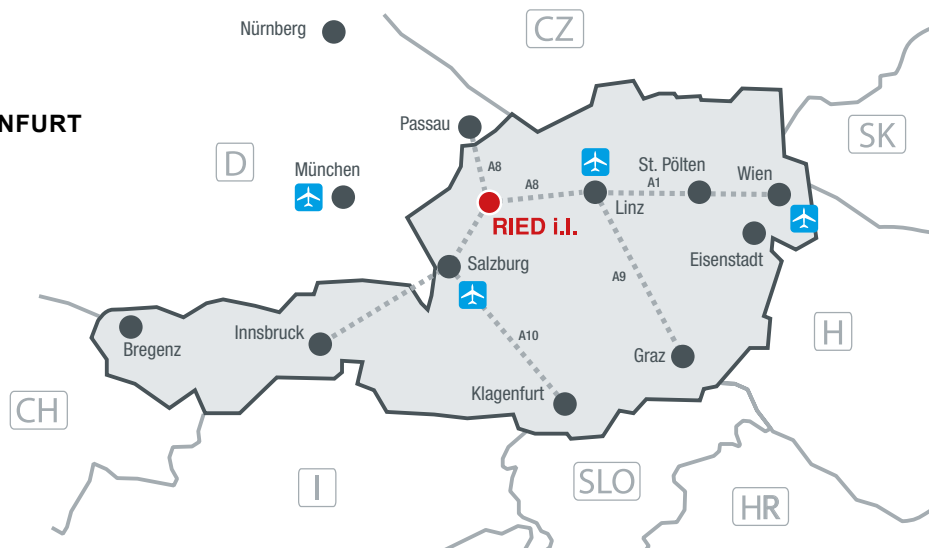 Nürnberg
CZ
NFURT
Passau
SK
D
München
A8
A8
St. Pölten
A1
Wien
Linz
RIED i.I.
Eisenstadt
Salzburg
A9
Innsbruck
A10
H
Bregenz
Graz
Klagenfurt
CH
I
SLO
HR